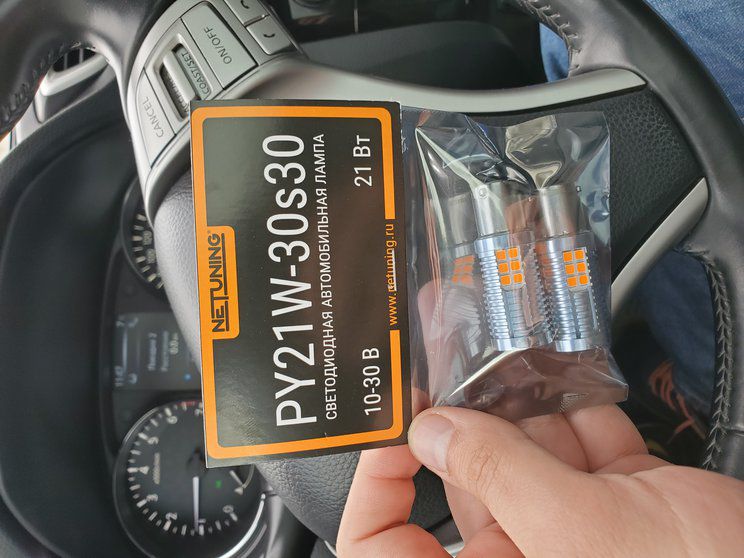 NETUNING®
PY21W-30s30
СВЕТОДИОДНАЯ АВТОМОБИЛЬНАЯ ЛАМПА
10-30 В
21 Вт
www.netuning.ru
ON/OFF
COAST/SET
CANCEL